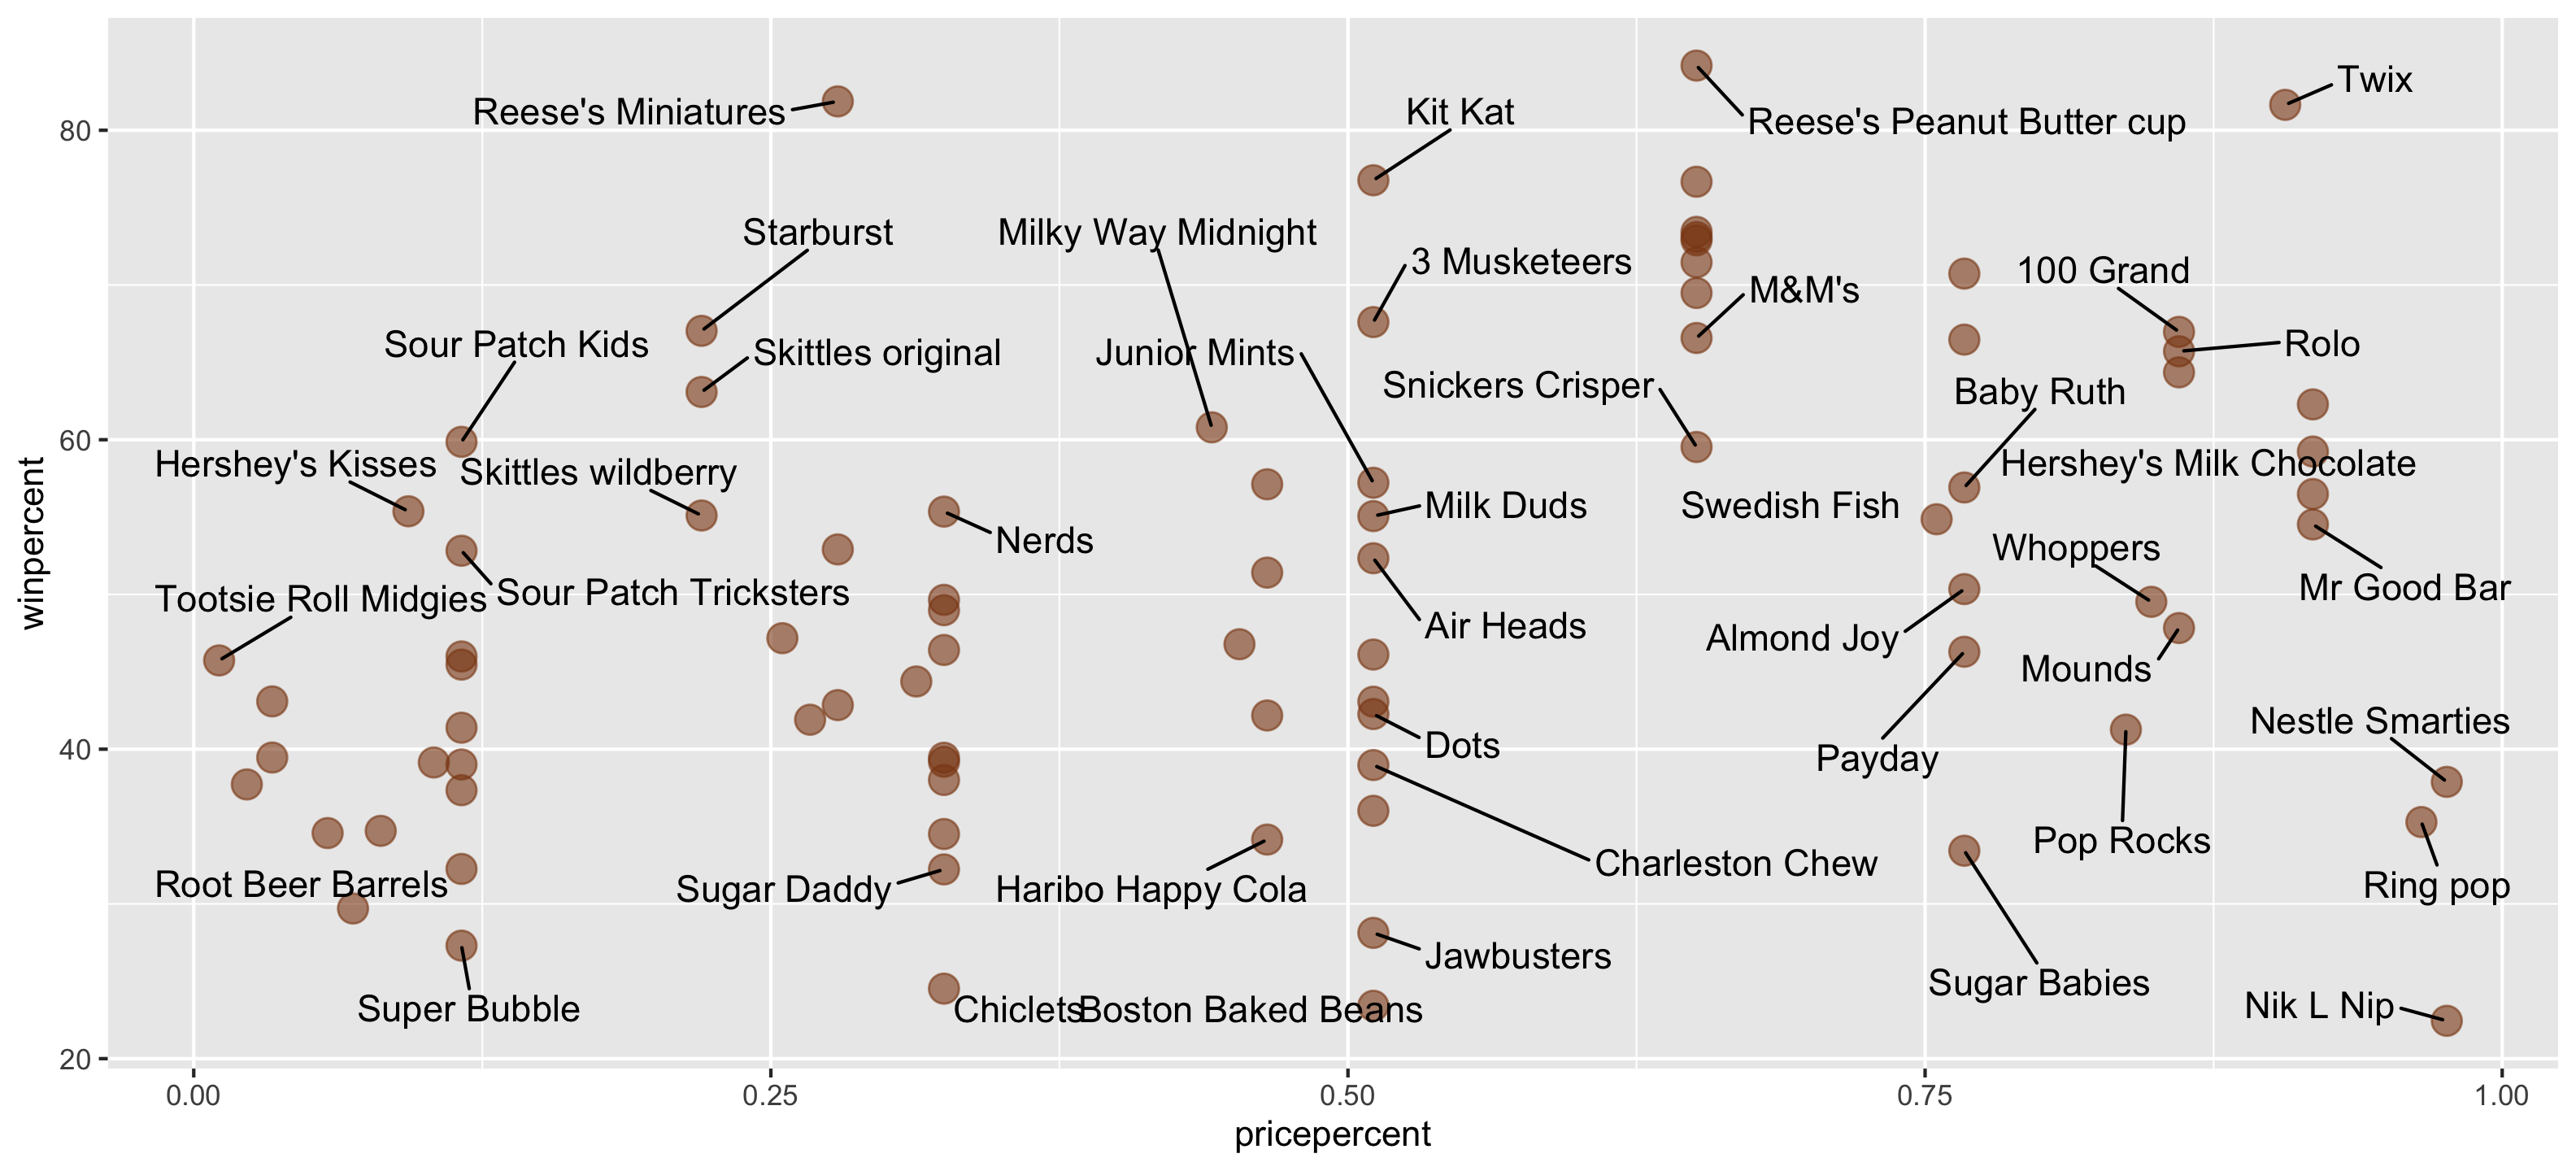 Twix
Reese's Miniatures
Kit Kat
Reese's Peanut Butter cup
80
Starburst
Milky Way Midnight
3 Musketeers
100 Grand
M&M's
Sour Patch Kids
Skittles original
Junior Mints
Rolo
Snickers Crisper
Baby Ruth
60
Hershey's Kisses
Skittles wildberry
Hershey's Milk Chocolate
Milk Duds
Swedish Fish
Nerds
Whoppers
winpercent
Tootsie Roll Midgies
Sour Patch Tricksters
Mr Good Bar
Air Heads
Almond Joy
Mounds
Nestle Smarties
40
Dots
Payday
Pop Rocks
Charleston Chew
Root Beer Barrels
Sugar Daddy
Haribo Happy Cola
Ring pop
Jawbusters
Sugar Babies
Super Bubble
Chiclets
Boston Baked Beans
Nik L Nip
20
0.00
0.25
0.50
0.75
1.00
pricepercent